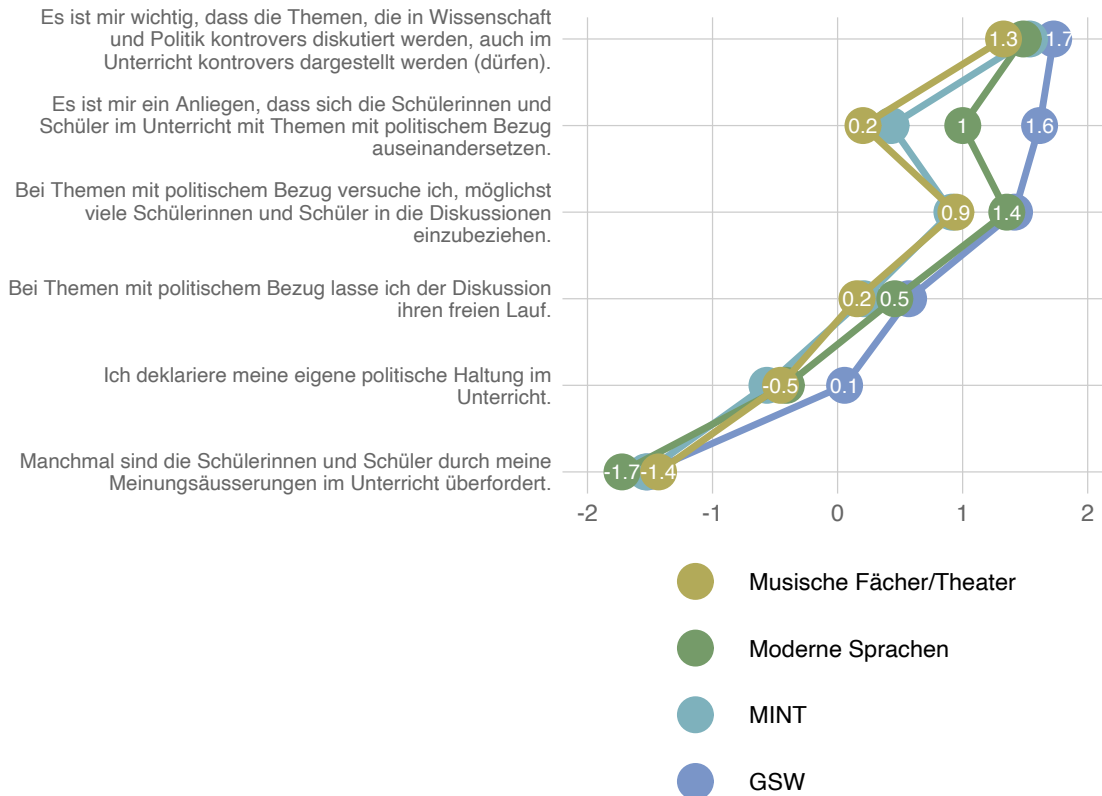 Es ist mir wichtig, dass die Themen, die in Wissenschaft
und Politik kontrovers diskutiert werden, auch im
Unterricht kontrovers dargestellt werden (dürfen).
1.3
1.7
Es ist mir ein Anliegen, dass sich die Schülerinnen und
Schüler im Unterricht mit Themen mit politischem Bezug
auseinandersetzen.
0.2
1
1.6
Bei Themen mit politischem Bezug versuche ich, möglichst
viele Schülerinnen und Schüler in die Diskussionen
einzubeziehen.
0.9
1.4
Bei Themen mit politischem Bezug lasse ich der Diskussion
ihren freien Lauf.
0.2
0.5
Ich deklariere meine eigene politische Haltung im
Unterricht.
-0.5
0.1
Manchmal sind die Schülerinnen und Schüler durch meine
Meinungsäusserungen im Unterricht überfordert.
-1.7
-1.4
-2 -1 0 1 2
Musische Fächer/Theater
Moderne Sprachen
MINT
GSW